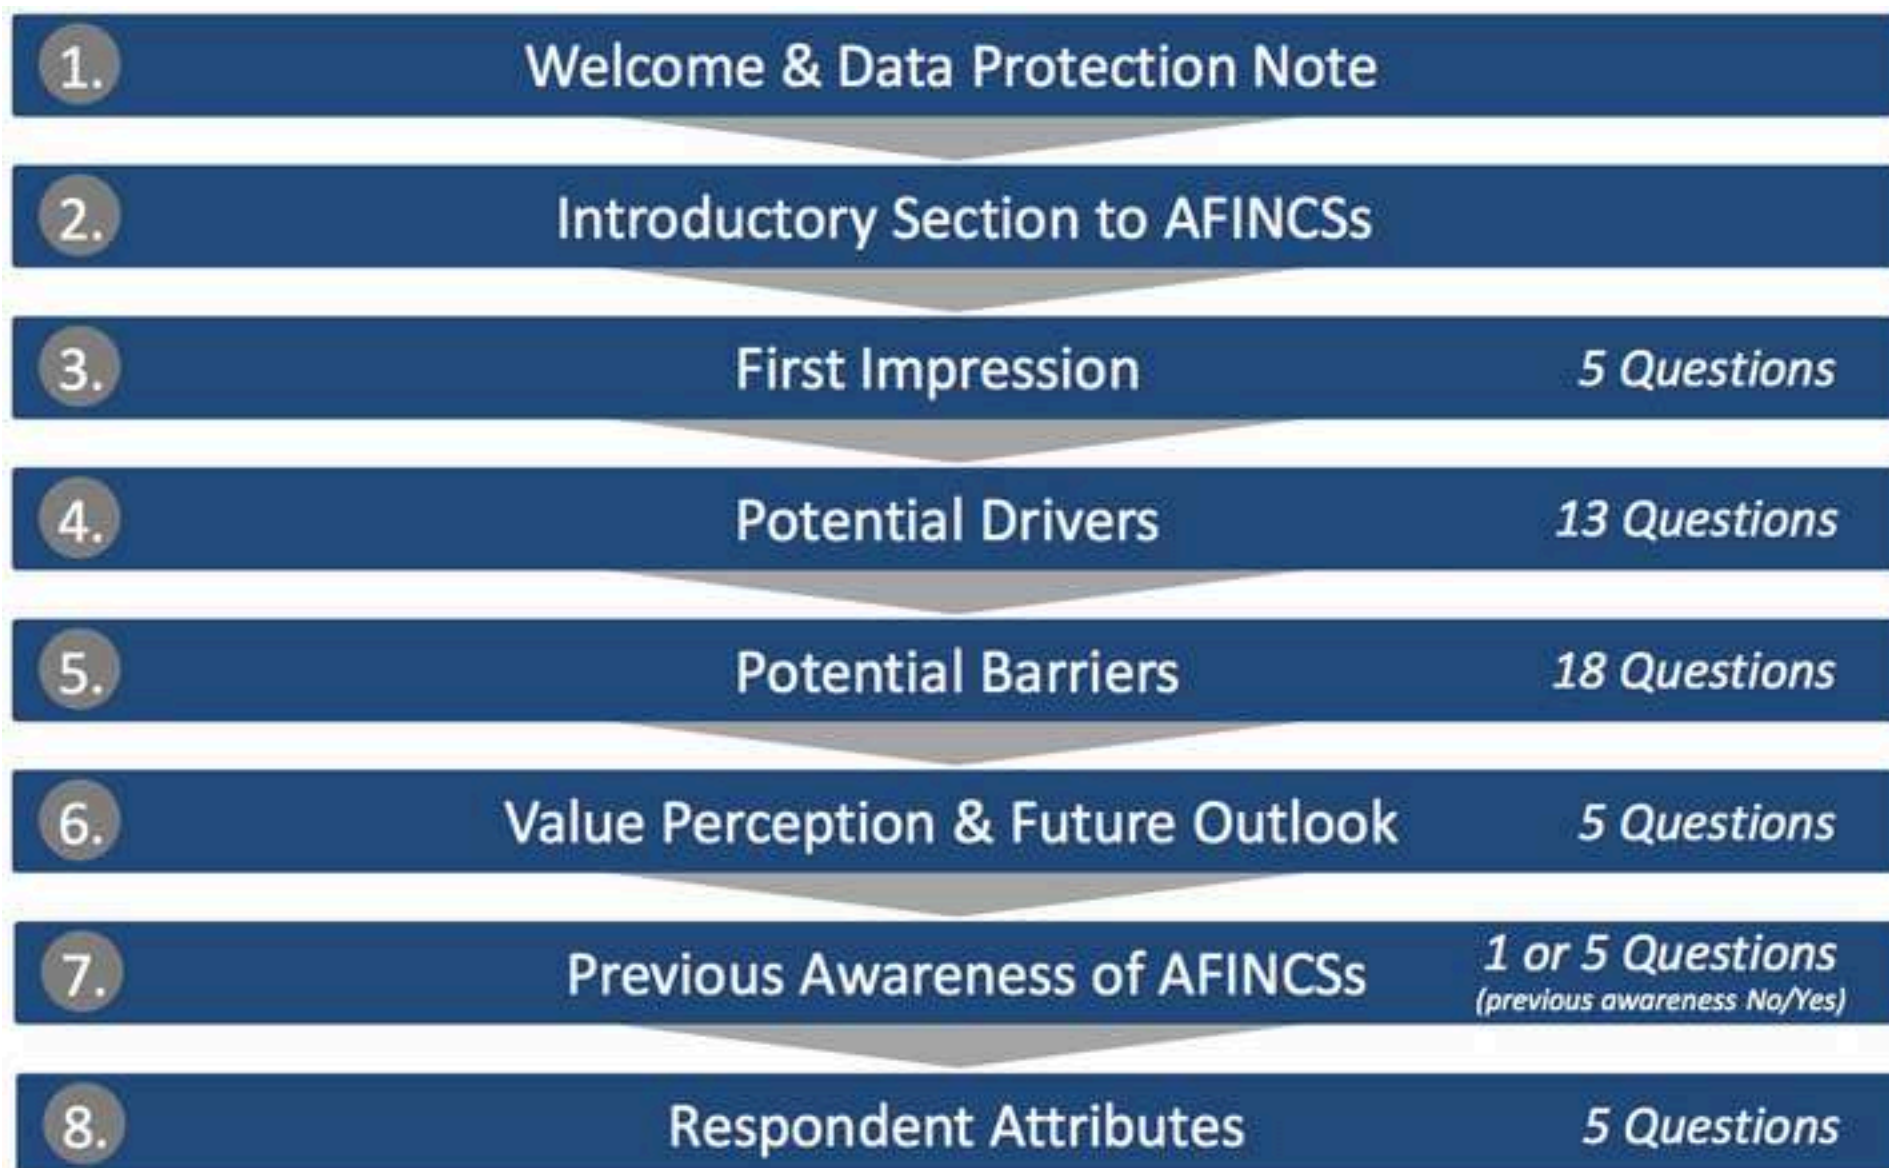 1. Welcome & Data Protection Note
2. Introductory Section to AFINCSs
3. First Impression 5 Questions
4. Potential Drivers 13 Questions
5. Potential Barriers 18 Questions
6. Value Perception & Future Outlook 5 Questions
7. Previous Awareness of AFINCSs 1 or 5 Questions
(previous awareness No/Yes)
8. Respondent Attributes 5 Questions